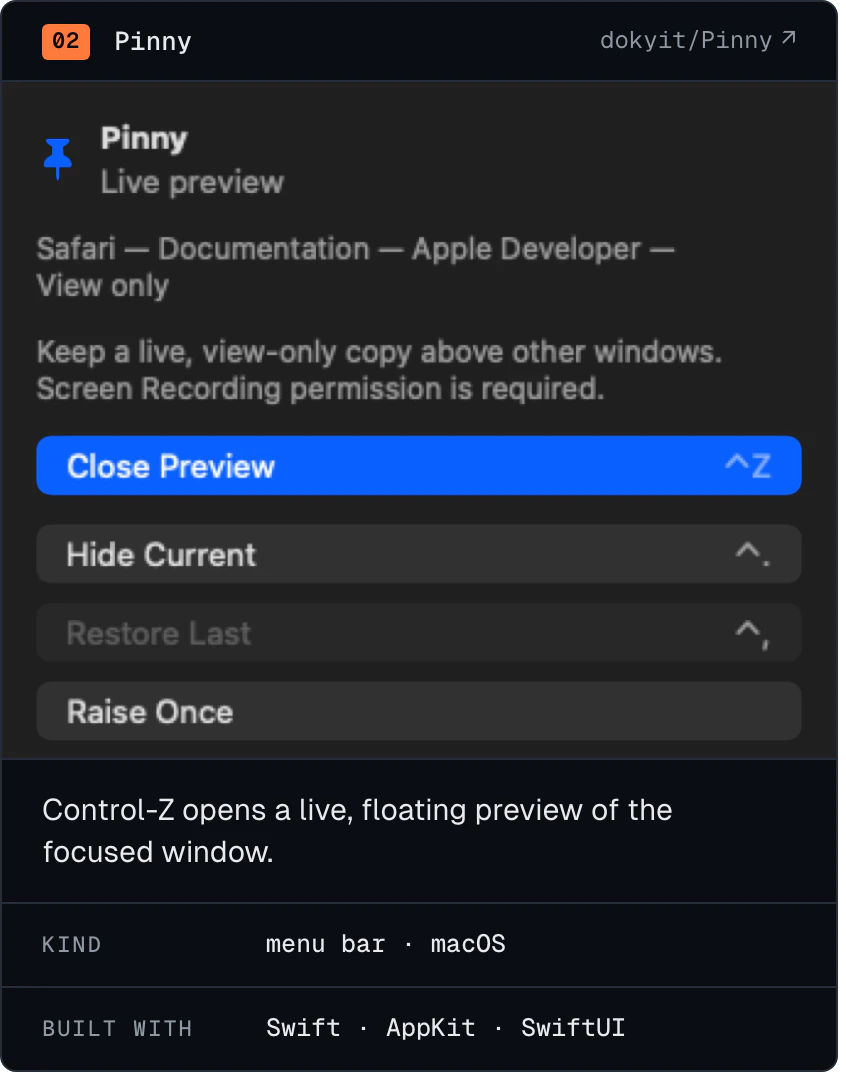 02 Pinny dokyit/Pinny ↗
Pinny
Live preview
Safari — Documentation — Apple Developer —
View only
Keep a live, view-only copy above other windows.
Screen Recording permission is required.
Close Preview ^Z
Hide Current ^.
Restore Last ^,
Raise Once
Control-Z opens a live, floating preview of the
focused window.
KIND menu bar · macOS
BUILT WITH Swift · AppKit · SwiftUI